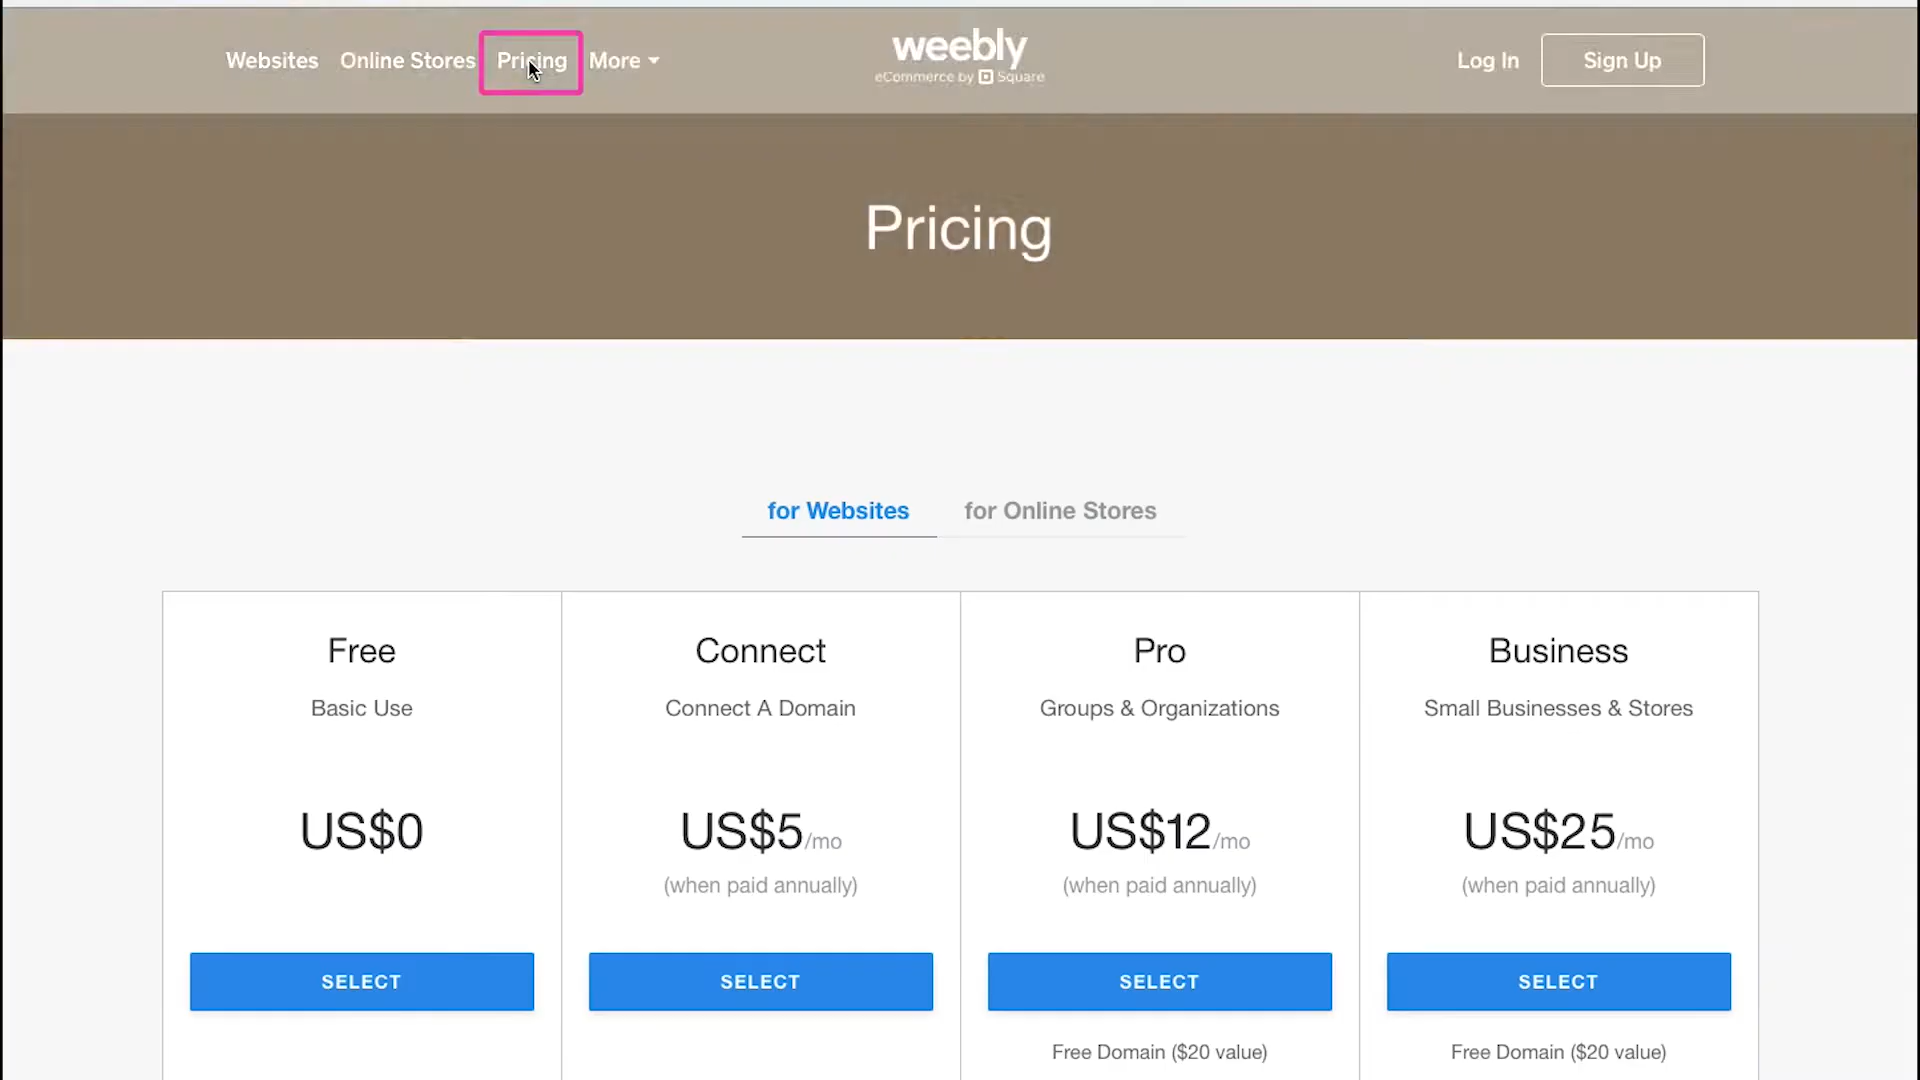 Websites Online Stores Pricing More
weebly
eCommerce by Square
Log In Sign Up
Pricing
for Websites for Online Stores
Free
Basic Use
US$0
SELECT
Connect
Connect A Domain
US$5/mo
(when paid annually)
SELECT
Pro
Groups & Organizations
US$12/mo
(when paid annually)
SELECT
Free Domain ($20 value)
Business
Small Businesses & Stores
US$25/mo
(when paid annually)
SELECT
Free Domain ($20 value)